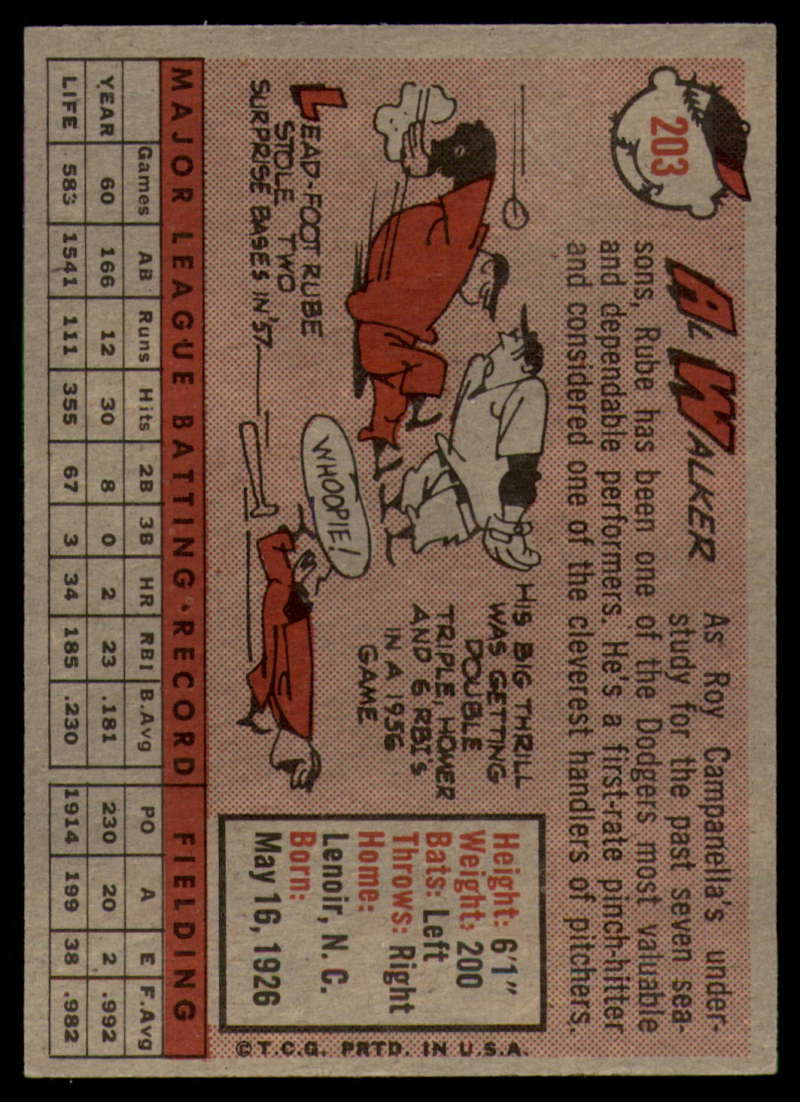 203
AL WALKER
As Roy Campanella's under-
study for the past seven sea-
sons, Rube has been one of the Dodgers most valuable
and dependable performers. He's a first-rate pinch-hitter
and considered one of the cleverest handlers of pitchers.
LEAD-FOOT RUBE
STOLE TWO
SURPRISE BASES IN '57
WHOOPIE!
HIS BIG THRILL
WAS GETTING
DOUBLE
TRIPLE, HOMER
AND 6 RBI'S
IN A 1956
GAME
Height: 6'1"
Weight: 200
Bats: Left
Throws: Right
Home:
Lenoir, N. C.
Born:
May 16, 1926
©T.C.G. PRTD. IN U.S.A.
MAJOR LEAGUE BATTING • RECORD FIELDING
Games AB Runs Hits 2B 3B HR RBI B.Avg PO A E F.Avg
YEAR 60 166 12 30 8 0 2 23 .181 230 20 2 .992
LIFE 583 1541 111 355 67 3 34 185 .230 1914 199 38 .982